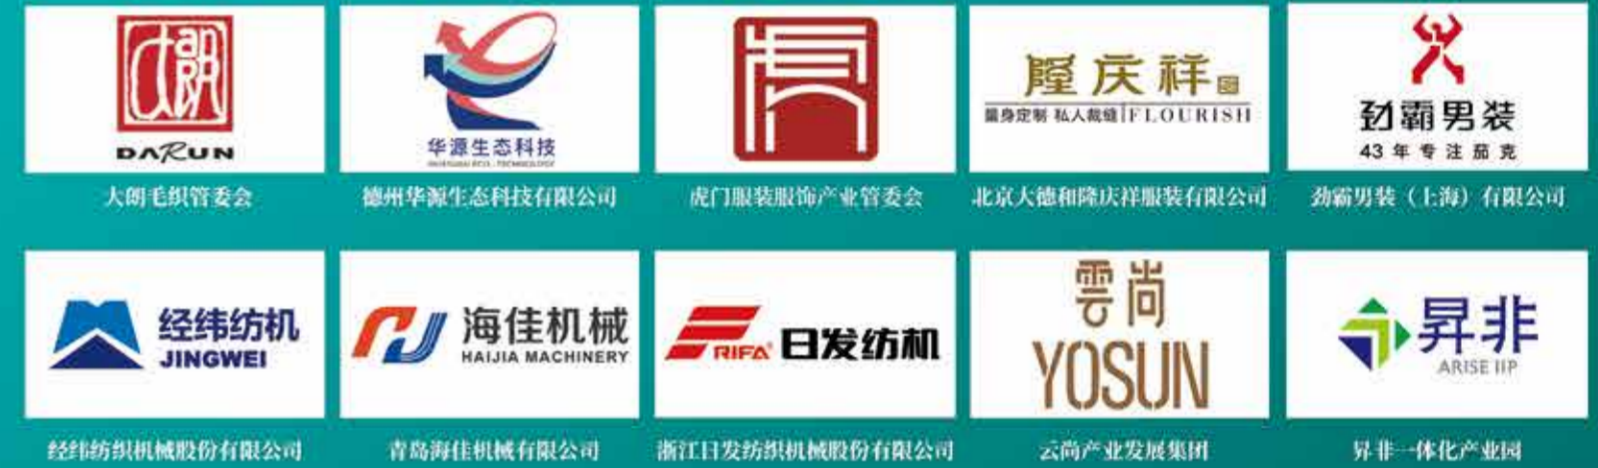 大朗
DARUN
大朗毛织管委会
华源生态科技
HUAYUAN ECO - TECHNOLOGY
德州华源生态科技有限公司
虎门服装服饰产业管委会
隆庆祥
量身定制 私人裁缝 FLOURISH
北京大德和隆庆祥服装有限公司
劲霸男装
43年专注茄克
劲霸男装（上海）有限公司
经纬纺机
JINGWEI
经纬纺织机械股份有限公司
海佳机械
HAIJIA MACHINERY
青岛海佳机械有限公司
RIFA® 日发纺机
浙江日发纺织机械股份有限公司
雲尚
YOSUN
云尚产业发展集团
昇非
ARISE IIP
昇非一体化产业园